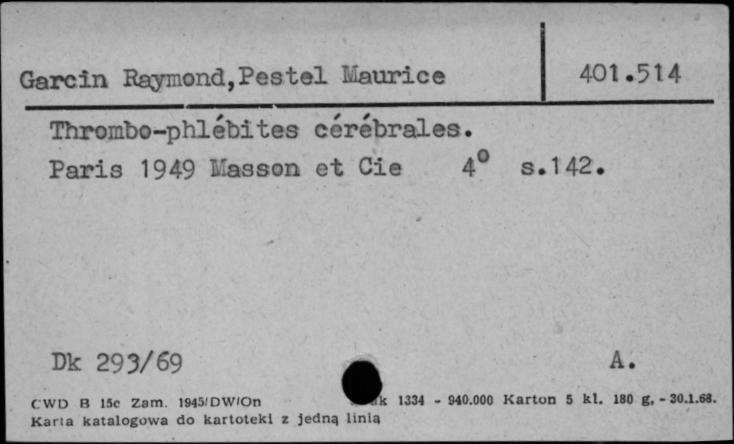 Garcin Raymond,Pestel Maurice 401.514
Thrombo-phlébites cérébrales.
Paris 1949 Masson et Cie 4° s.142.
Dk 293/69 A.
CWD B 15c Zam. 1945/DW/On 1334 - 940.000 Karton 5 kl. 180 g. - 30.1.68.
Karta katalogowa do kartoteki z jedną linią